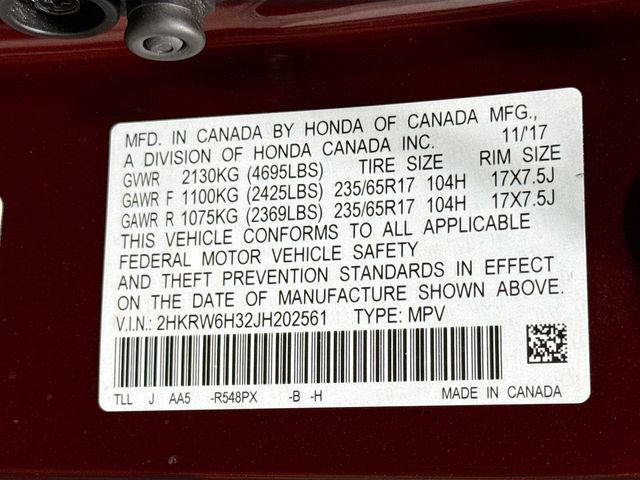 MFD. IN CANADA BY HONDA OF CANADA MFG.,
A DIVISION OF HONDA CANADA INC. 11/17
GVWR 2130KG (4695LBS) TIRE SIZE RIM SIZE
GAWR F 1100KG (2425LBS) 235/65R17 104H 17X7.5J
GAWR R 1075KG (2369LBS) 235/65R17 104H 17X7.5J
THIS VEHICLE CONFORMS TO ALL APPLICABLE
FEDERAL MOTOR VEHICLE SAFETY
AND THEFT PREVENTION STANDARDS IN EFFECT
ON THE DATE OF MANUFACTURE SHOWN ABOVE.
V.I.N.: 2HKRW6H32JH202561 TYPE: MPV
TLL J AA5 -R548PX -B -H MADE IN CANADA